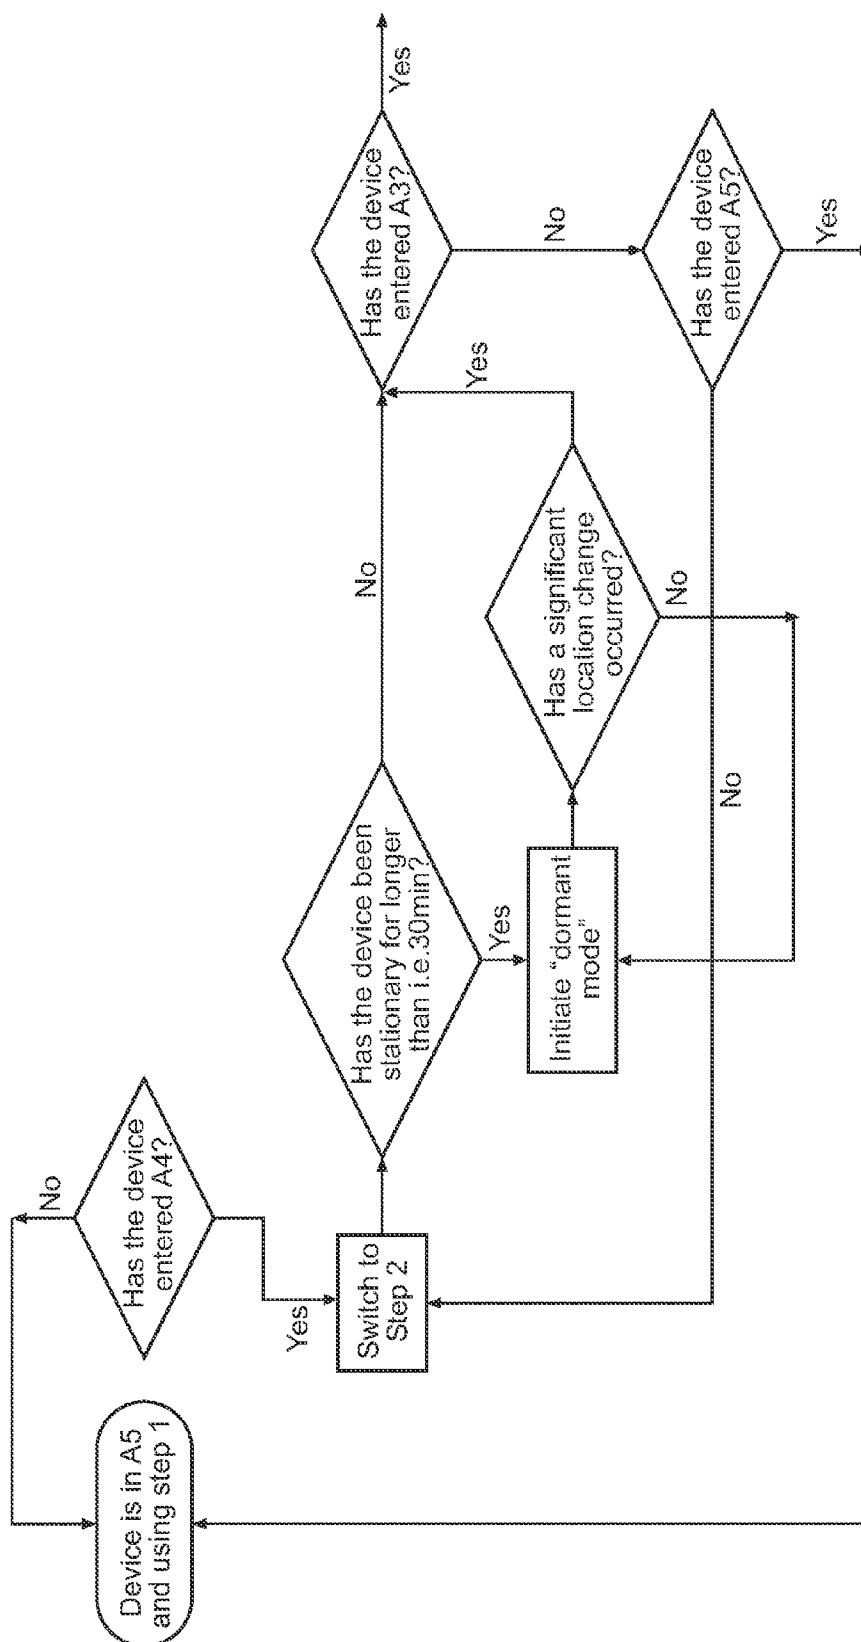 Device is in A5
and using step 1
No
Has the device
entered A4?
Yes
Switch to
Step 2
Has the device been
stationary for longer
than i.e.30min?
No
Yes
Initiate “dormant
mode”
Has a significant
location change
occurred?
Yes
No
Has the device
entered A3?
Yes
No
Has the device
entered A5?
Yes
No